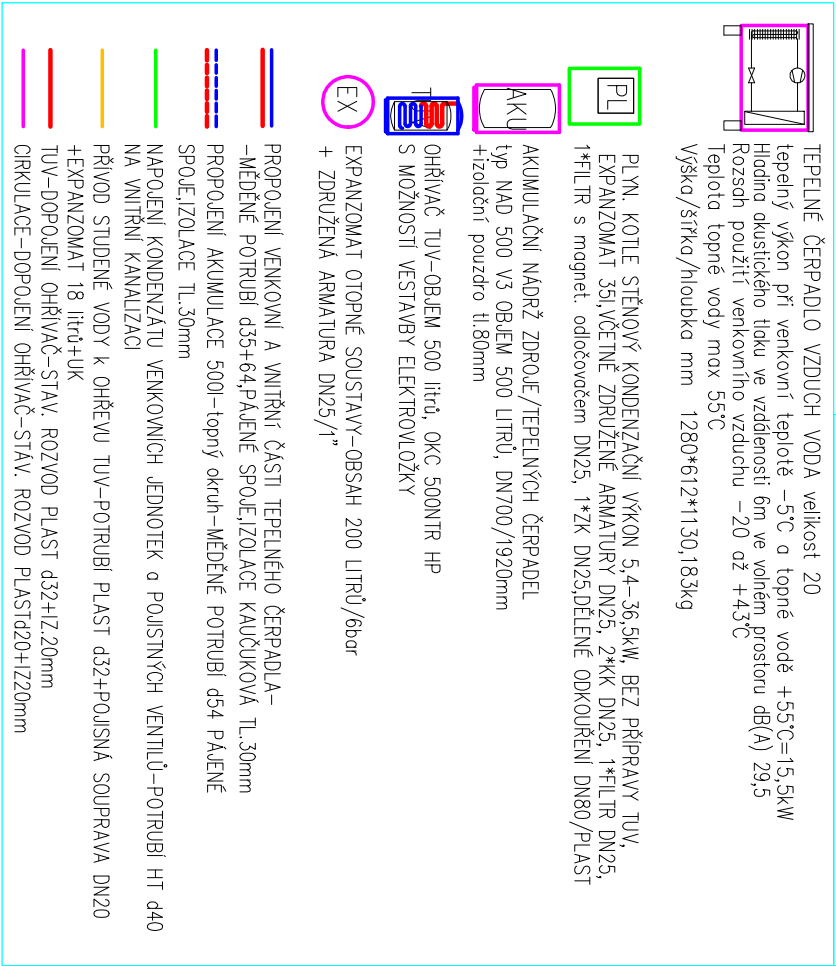 TEPELNÉ ČERPADLO VZDUCH VODA velikost 20
tepelný výkon při venkovní teplotě -5°C a topné vodě +55°C=15,5kW
Hladina akustického tlaku ve vzdálenosti 6m ve volném prostoru dB(A) 29,5
Rozsah použití venkovního vzduchu -20 až +43°C
Teplota topné vody max 55°C
Výška/šířka/hloubka mm 1280*612*1130,183kg
PL
PLYN. KOTLE STĚNOVÝ KONDENZAČNÍ VÝKON 5,4-36,5kW, BEZ PŘÍPRAVY TUV,
EXPANZOMAT 35l,VČETNĚ ZDRUŽENÉ ARMATURY DN25, 2*KK DN25, 1*FILTR DN25,
1*FILTR s magnet. odločovačem DN25, 1*ZK DN25,DĚLENÉ ODKOUŘENÍ DN80/PLAST
AKU
AKUMULAČNÍ NÁDRŽ ZDROJE/TEPELNÝCH ČERPADEL
typ NAD 500 V3 OBJEM 500 LITRŮ, DN700/1920mm
+izolační pouzdro tl.80mm
T
OHŘÍVAČ TUV-OBJEM 500 litrů, OKC 500NTR HP
S MOŽNOSTÍ VESTAVBY ELEKTROVLOŽKY
EX
EXPANZOMAT OTOPNÉ SOUSTAVY-OBSAH 200 LITRŮ/6bar
+ ZDRUŽENÁ ARMATURA DN25/1"
PROPOJENÍ VENKOVNÍ A VNITŘNÍ ČÁSTI TEPELNÉHO ČERPADLA-
-MĚDĚNÉ POTRUBÍ d35+64,PÁJENÉ SPOJE,IZOLACE KAUČUKOVÁ TL.30mm
PROPOJENÍ AKUMULACE 500l-topný okruh-MĚDĚNÉ POTRUBÍ d54 PÁJENÉ
SPOJE,IZOLACE TL.30mm
NAPOJENÍ KONDENZÁTU VENKOVNÍCH JEDNOTEK a POJISTNÝCH VENTILŮ-POTRUBÍ HT d40
NA VNITŘNÍ KANALIZACI
PŘÍVOD STUDENÉ VODY k OHŘEVU TUV-POTRUBÍ PLAST d32+POJISNÁ SOUPRAVA DN20
+EXPANZOMAT 18 litrů+UK
TUV-DOPOJENÍ OHŘÍVAČ-STAV. ROZVOD PLAST d32+IZ.20mm
CIRKULACE-DOPOJENÍ OHŘÍVAČ-STÁV. ROZVOD PLASTd20+IZ20mm